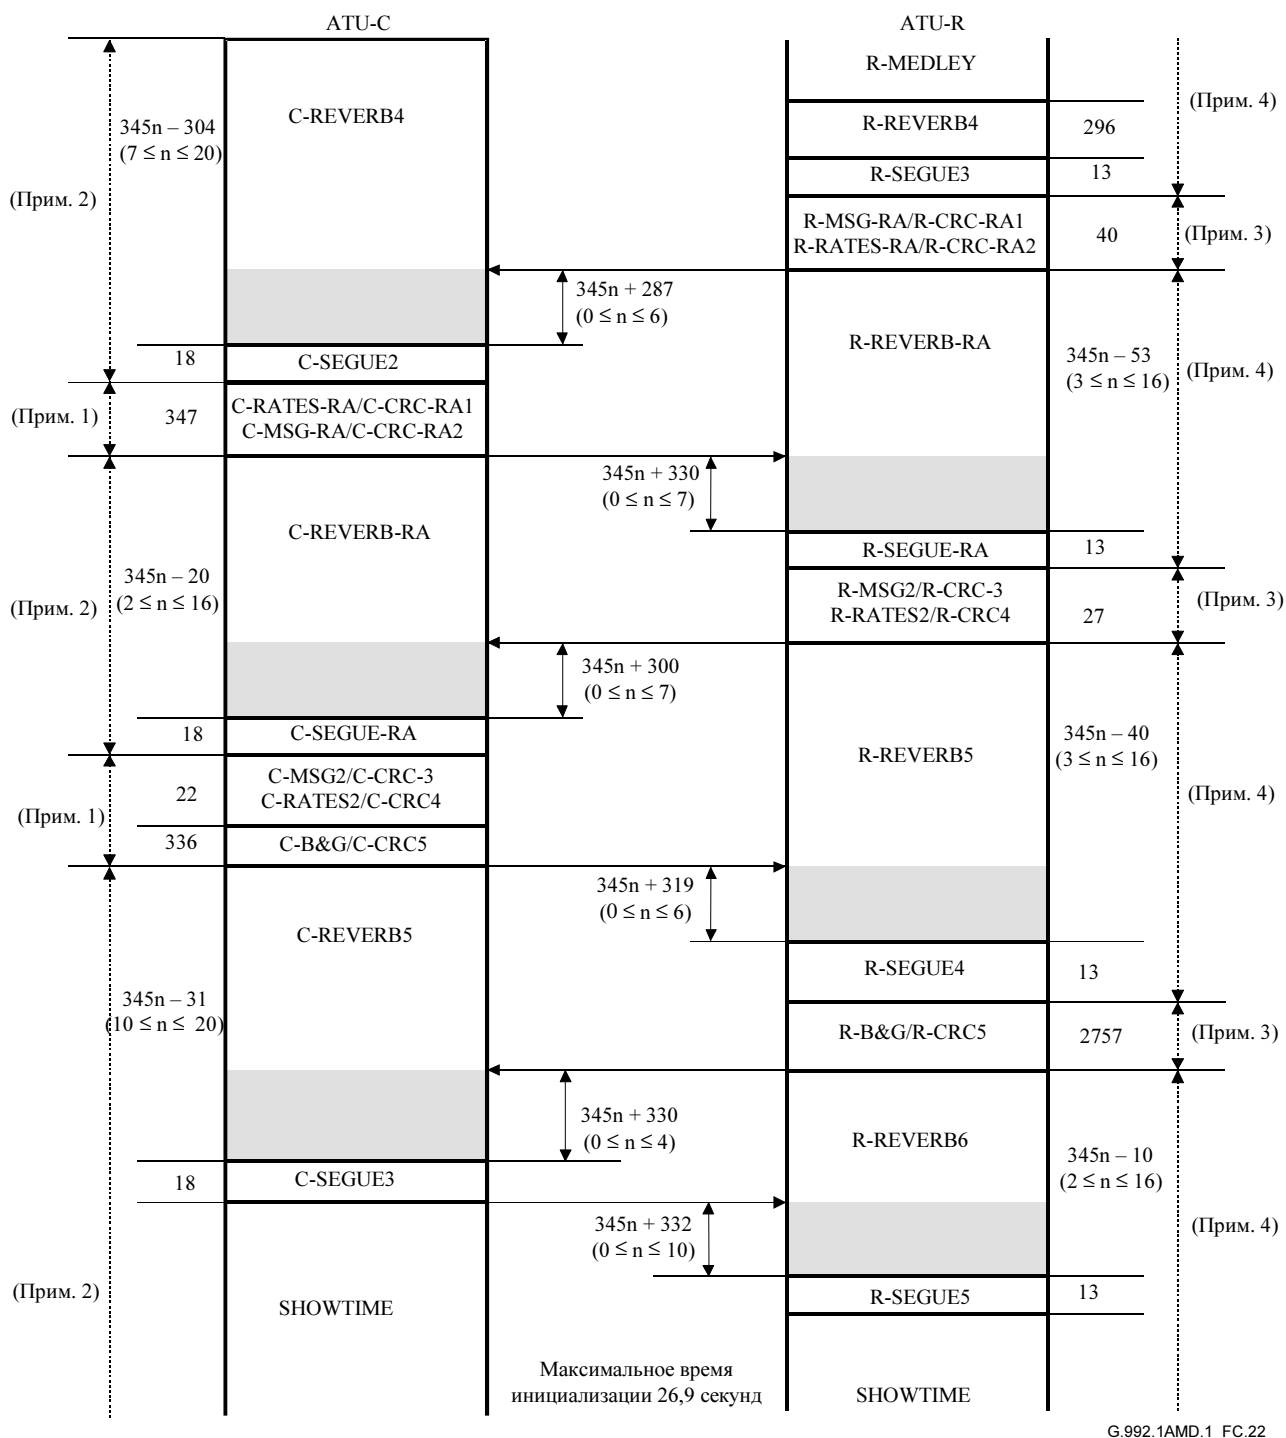 ATU-C
ATU-R
R-MEDLEY
(Прим. 4)
C-REVERB4
345n – 304
(7 ≤ n ≤ 20)
R-REVERB4
296
R-SEGUE3
13
(Прим. 2)
R-MSG-RA/R-CRC-RA1
R-RATES-RA/R-CRC-RA2
40
(Прим. 3)
345n + 287
(0 ≤ n ≤ 6)
R-REVERB-RA
345n – 53
(3 ≤ n ≤ 16)
(Прим. 4)
18
C-SEGUE2
(Прим. 1)
347
C-RATES-RA/C-CRC-RA1
C-MSG-RA/C-CRC-RA2
345n + 330
(0 ≤ n ≤ 7)
C-REVERB-RA
R-SEGUE-RA
13
345n – 20
(2 ≤ n ≤ 16)
(Прим. 2)
R-MSG2/R-CRC-3
R-RATES2/R-CRC4
27
(Прим. 3)
345n + 300
(0 ≤ n ≤ 7)
18
C-SEGUE-RA
R-REVERB5
345n – 40
(3 ≤ n ≤ 16)
(Прим. 4)
C-MSG2/C-CRC-3
C-RATES2/C-CRC4
22
(Прим. 1)
336
C-B&G/C-CRC5
345n + 319
(0 ≤ n ≤ 6)
C-REVERB5
R-SEGUE4
13
345n – 31
(10 ≤ n ≤ 20)
R-B&G/R-CRC5
2757
(Прим. 3)
345n + 330
(0 ≤ n ≤ 4)
R-REVERB6
345n – 10
(2 ≤ n ≤ 16)
18
C-SEGUE3
345n + 332
(0 ≤ n ≤ 10)
(Прим. 4)
(Прим. 2)
SHOWTIME
R-SEGUE5
13
Максимальное время
инициализации 26,9 секунд
SHOWTIME
G.992.1AMD.1_FC.22